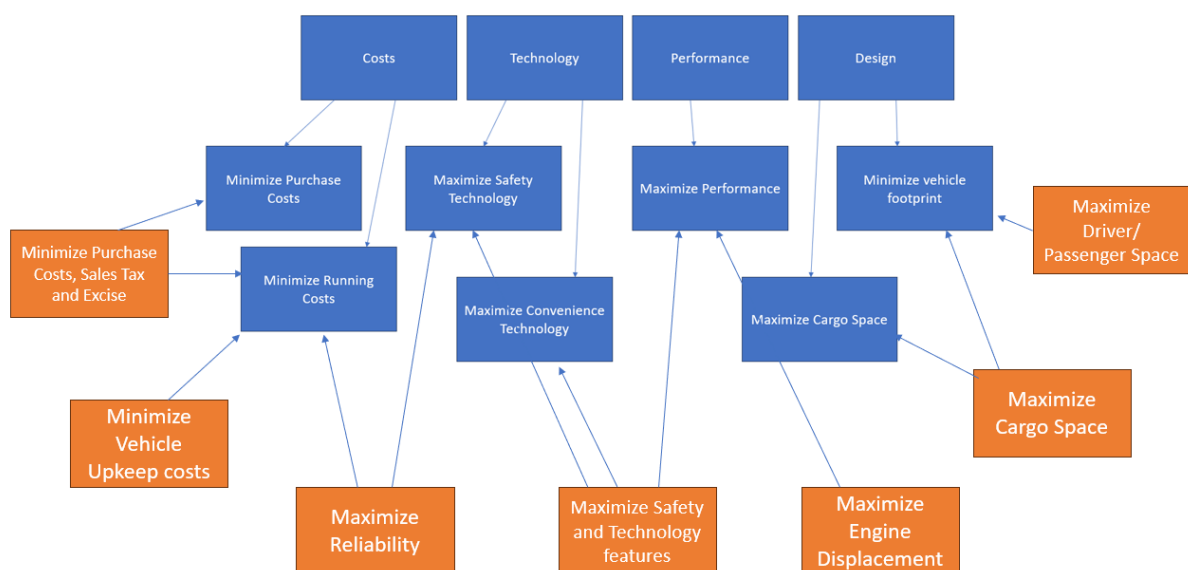 Costs
Technology
Performance
Design
Minimize Purchase
Costs
Maximize Safety
Technology
Maximize Performance
Minimize vehicle
footprint
Maximize
Driver/
Passenger Space
Minimize Purchase
Costs, Sales Tax
and Excise
Minimize Running
Costs
Maximize Convenience
Technology
Maximize Cargo Space
Minimize
Vehicle
Upkeep costs
Maximize
Cargo Space
Maximize
Reliability
Maximize Safety
and Technology
features
Maximize
Engine
Displacement